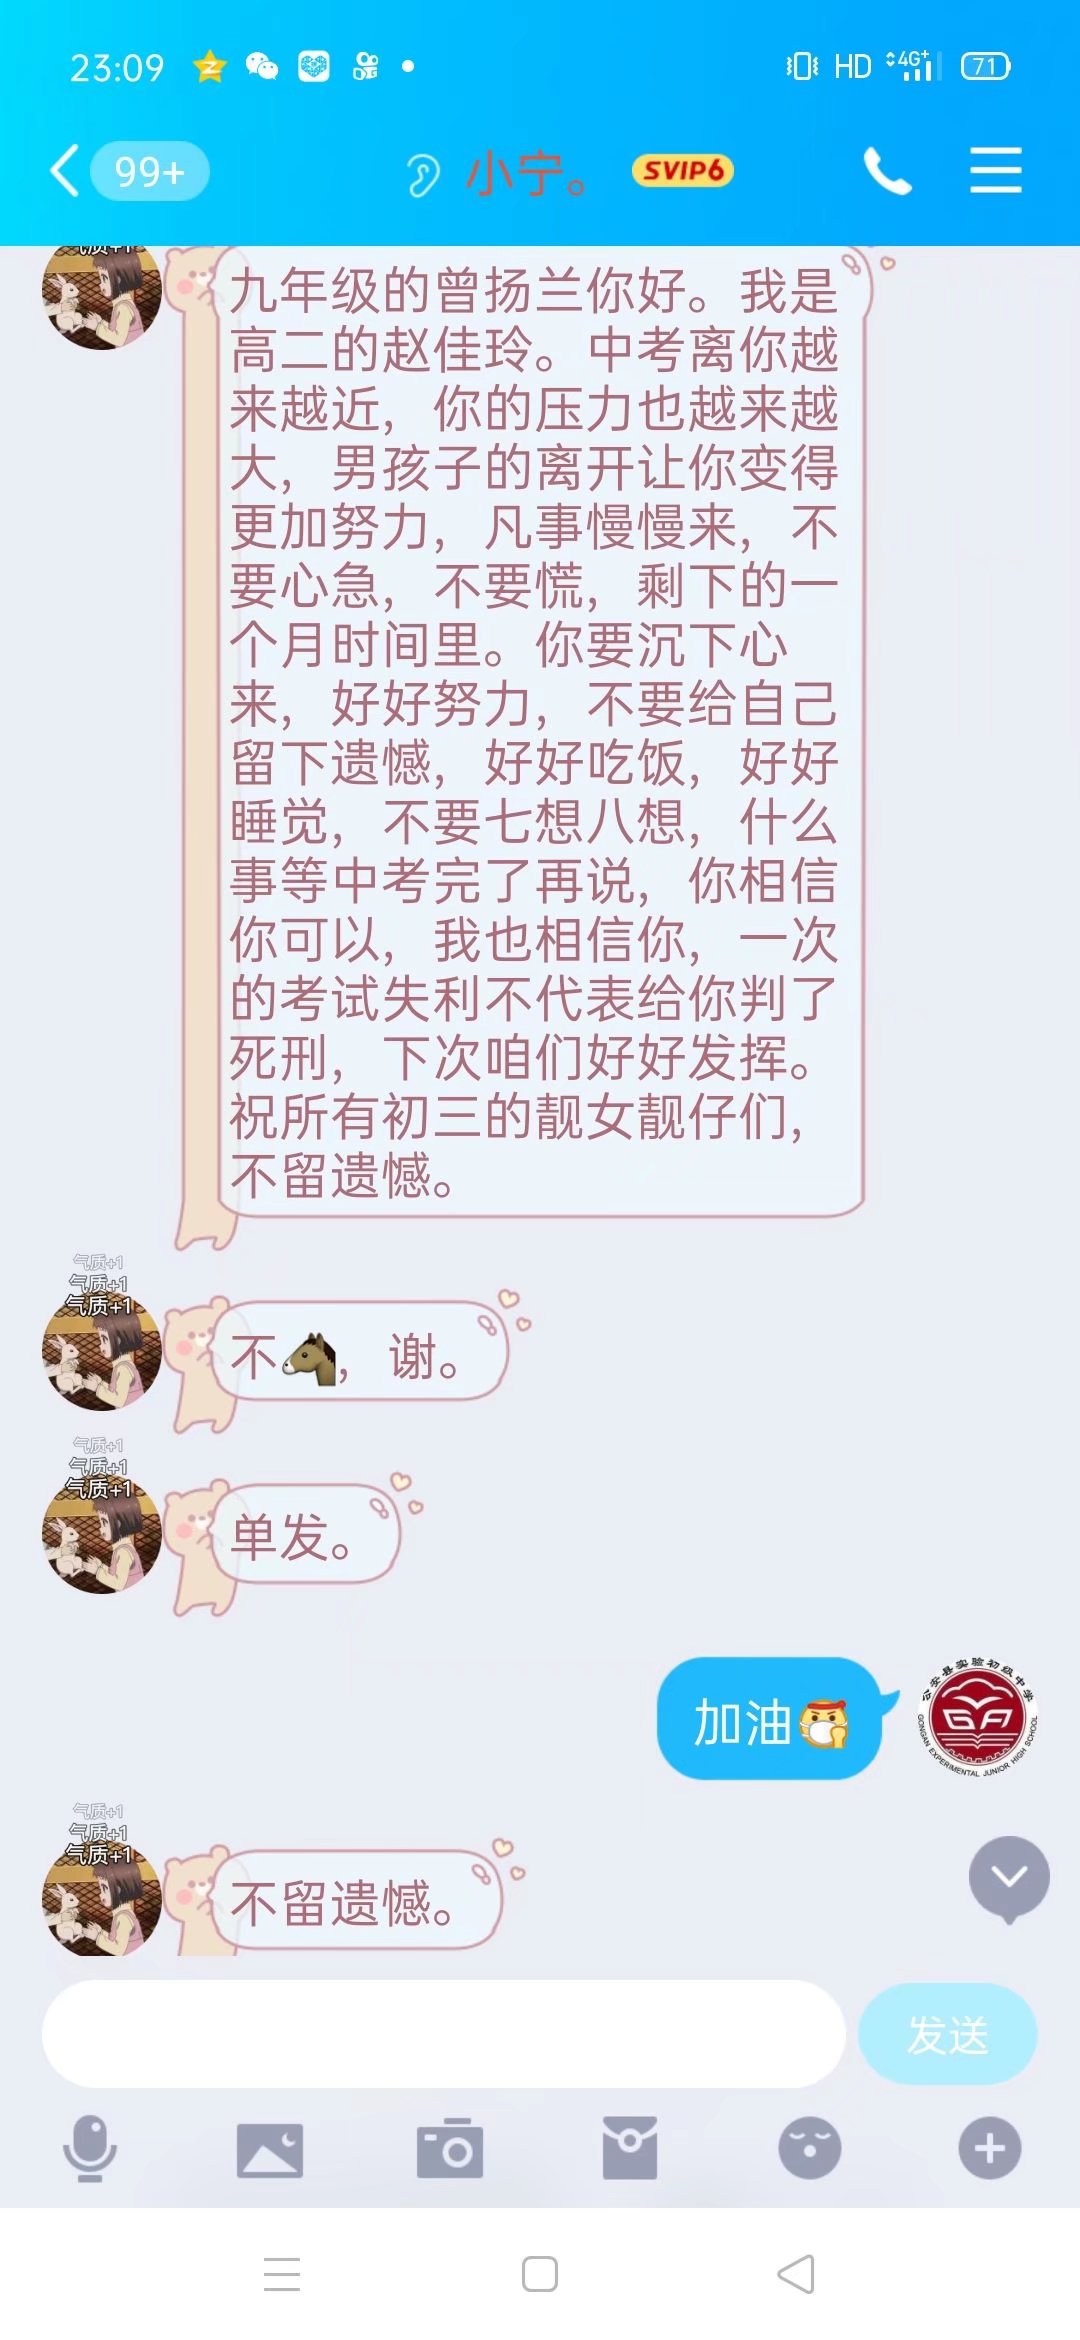 23:09 HD 4G+ 71
99+ 小宁。 SVIP6
气质+1
九年级的曾扬兰你好。我是
高二的赵佳玲。中考离你越
来越近，你的压力也越来越
大，男孩子的离开让你变得
更加努力，凡事慢慢来，不
要心急，不要慌，剩下的一
个月时间里。你要沉下心
来，好好努力，不要给自己
留下遗憾，好好吃饭，好好
睡觉，不要七想八想，什么
事等中考完了再说，你相信
你可以，我也相信你，一次
的考试失利不代表给你判了
死刑，下次咱们好好发挥。
祝所有初三的靓女靓仔们，
不留遗憾。
气质+1
气质+1
气质+1
不🐴，谢。
气质+1
气质+1
气质+1
单发。
加油
公安县实验初级中学
GA
GONGAN EXPERIMENTAL JUNIOR HIGH SCHOOL
气质+1
气质+1
气质+1
不留遗憾。
发送